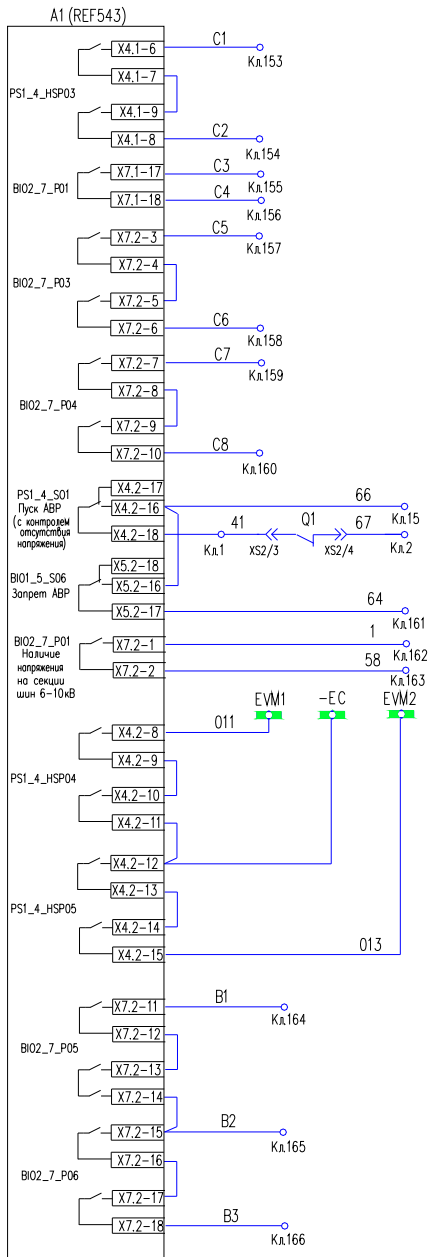 A1 (REF543)
X4.1-6 C1 Кл.153
X4.1-7
PS1_4_HSP03
X4.1-9
X4.1-8 C2 Кл.154
X7.1-17 C3 Кл.155
BIO2_7_P01
X7.1-18 C4 Кл.156
X7.2-3 C5 Кл.157
X7.2-4
BIO2_7_P03
X7.2-5
X7.2-6 C6 Кл.158
X7.2-7 C7 Кл.159
X7.2-8
BIO2_7_P04
X7.2-9
X7.2-10 C8 Кл.160
X4.2-17
PS1_4_S01
Пуск АВР
(с контролем
отсутствия
напряжения)
X4.2-16 66 Кл.15
X4.2-18 41 Q1 67
Кл.1 XS2/3 XS2/4 Кл.2
X5.2-18
BIO1_5_S06
Запрет АВР
X5.2-16
X5.2-17 64 Кл.161
BIO2_7_P01
Наличие
напряжения
на секции
шин 6-10кВ
X7.2-1 1 Кл.162
X7.2-2 58 Кл.163
EVM1 -EC EVM2
X4.2-8 011
X4.2-9
PS1_4_HSP04
X4.2-10
X4.2-11
X4.2-12
X4.2-13
PS1_4_HSP05
X4.2-14
X4.2-15 013
X7.2-11 B1 Кл.164
X7.2-12
BIO2_7_P05
X7.2-13
X7.2-14
X7.2-15 B2 Кл.165
X7.2-16
BIO2_7_P06
X7.2-17
X7.2-18 B3 Кл.166